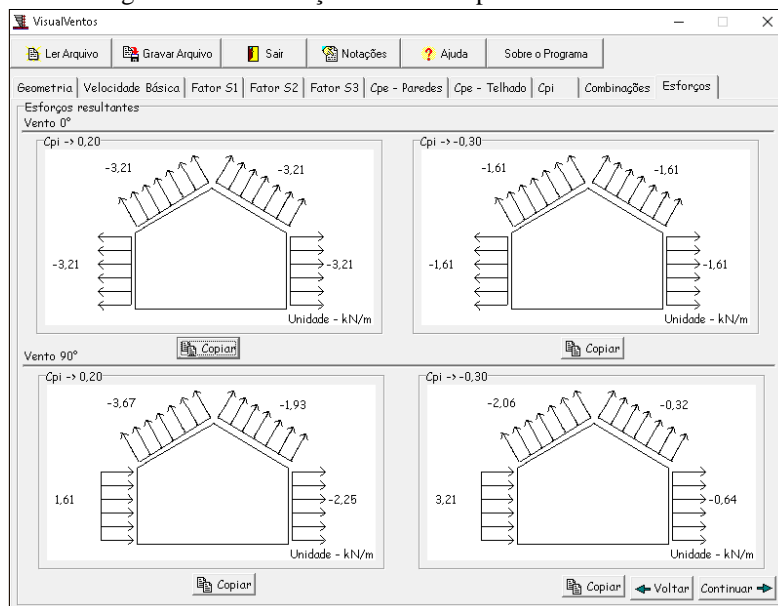 VisualVentos
Ler Arquivo Gravar Arquivo Sair Notações Ajuda Sobre o Programa
Geometria Velocidade Básica Fator S1 Fator S2 Fator S3 Cpe - Paredes Cpe - Telhado Cpi Combinações Esforços
Esforços resultantes
Vento 0°
Cpi -> 0,20
-3,21 -3,21
-3,21 -3,21
Unidade - kN/m
Copiar
Cpi -> -0,30
-1,61 -1,61
-1,61 -1,61
Unidade - kN/m
Copiar
Vento 90°
Cpi -> 0,20
-3,67 -1,93
1,61 -2,25
Unidade - kN/m
Copiar
Cpi -> -0,30
-2,06 -0,32
3,21 -0,64
Unidade - kN/m
Copiar Voltar Continuar